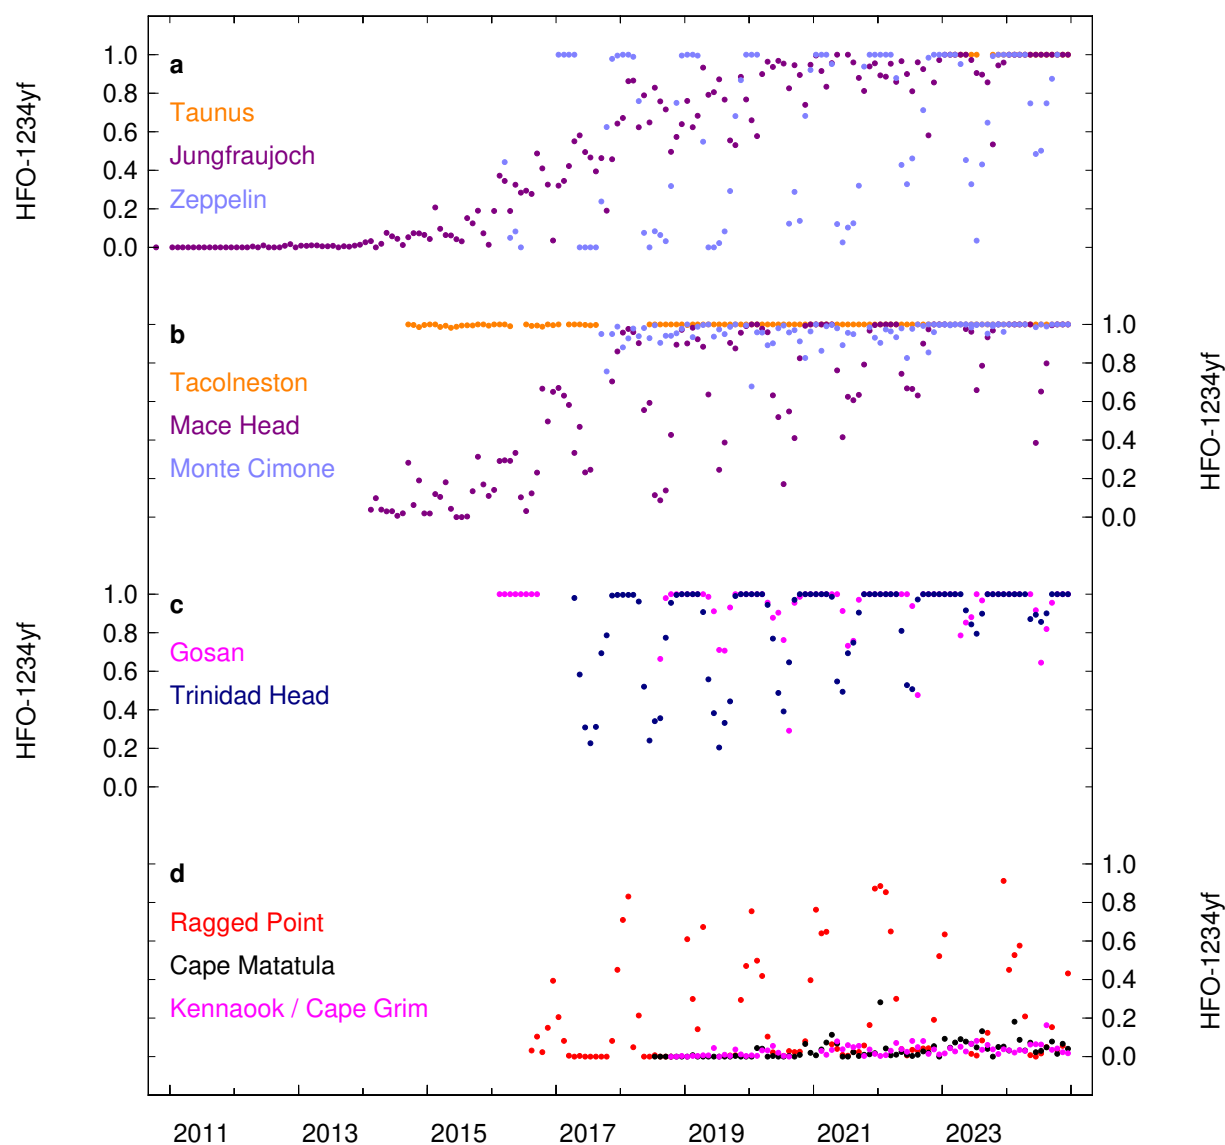 a
HFO-1234yf
1.0
0.8
0.6
0.4
0.2
0.0
Taunus
Jungfraujoch
Zeppelin
b
Tacolneston
Mace Head
Monte Cimone
1.0
0.8
0.6
0.4
0.2
0.0
HFO-1234yf
c
HFO-1234yf
1.0
0.8
0.6
0.4
0.2
0.0
Gosan
Trinidad Head
d
Ragged Point
Cape Matatula
Kennaook / Cape Grim
1.0
0.8
0.6
0.4
0.2
0.0
HFO-1234yf
2011 2013 2015 2017 2019 2021 2023